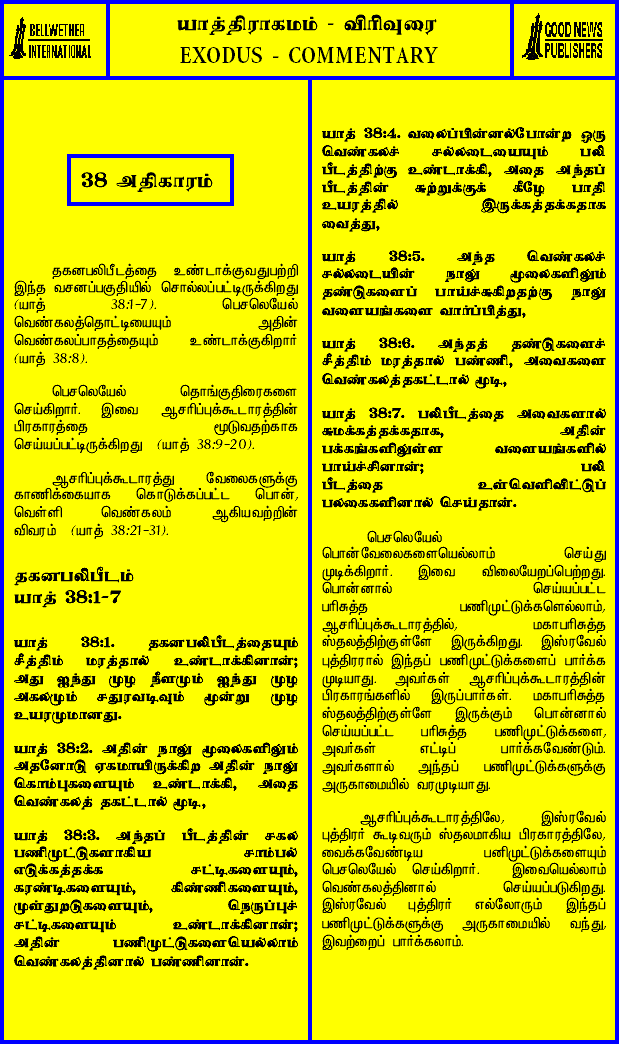 BELLWETHER
INTERNATIONAL
யாத்திராகமம் - விரிவுரை
EXODUS - COMMENTARY
GOOD NEWS
PUBLISHERS
38 அதிகாரம்
தகனபலிபீடத்தை உண்டாக்குவதுபற்றி
இந்த வசனப்பகுதியில் சொல்லப்பட்டிருக்கிறது
(யாத் 38:1-7). பெசலெயேல்
வெண்கலத்தொட்டியையும் அதின்
வெண்கலப்பாதத்தையும் உண்டாக்குகிறார்
(யாத் 38:8).
பெசலெயேல் தொங்குதிரைகளை
செய்கிறார். இவை ஆசரிப்புக்கூடாரத்தின்
பிரகாரத்தை மூடுவதற்காக
செய்யப்பட்டிருக்கிறது (யாத் 38:9-20).
ஆசரிப்புக்கூடாரத்து வேலைகளுக்கு
காணிக்கையாக கொடுக்கப்பட்ட பொன்,
வெள்ளி வெண்கலம் ஆகியவற்றின்
விவரம் (யாத் 38:21-31).
தகனபலிபீடம்
யாத் 38:1-7
யாத் 38:1. தகனபலிபீடத்தையும்
சீத்திம் மரத்தால் உண்டாக்கினான்;
அது ஐந்து முழ நீளமும் ஐந்து முழ
அகலமும் சதுரவடிவும் மூன்று முழ
உயரமுமானது.
யாத் 38:2. அதின் நாலு மூலைகளிலும்
அதனோடு ஏகமாயிருக்கிற அதின் நாலு
கொம்புகளையும் உண்டாக்கி, அதை
வெண்கலத் தகட்டால் மூடி,
யாத் 38:3. அந்தப் பீடத்தின் சகல
பணிமுட்டுகளாகிய சாம்பல்
எடுக்கத்தக்க சட்டிகளையும்,
கரண்டிகளையும், கிண்ணிகளையும்,
முள்துறடுகளையும், நெருப்புச்
சட்டிகளையும் உண்டாக்கினான்;
அதின் பணிமுட்டுகளையெல்லாம்
வெண்கலத்தினால் பண்ணினான்.
யாத் 38:4. வலைப்பின்னல்போன்ற ஒரு
வெண்கலச் சல்லடையையும் பலி
பீடத்திற்கு உண்டாக்கி, அதை அந்தப்
பீடத்தின் சுற்றுக்குக் கீழே பாதி
உயரத்தில் இருக்கத்தக்கதாக
வைத்து,
யாத் 38:5. அந்த வெண்கலச்
சல்லடையின் நாலு மூலைகளிலும்
தண்டுகளைப் பாய்ச்சுகிறதற்கு நாலு
வளையங்களை வார்ப்பித்து,
யாத் 38:6. அந்தத் தண்டுகளைச்
சீத்திம் மரத்தால் பண்ணி, அவைகளை
வெண்கலத்தகட்டால் மூடி,
யாத் 38:7. பலிபீடத்தை அவைகளால்
சுமக்கத்தக்கதாக, அதின்
பக்கங்களிலுள்ள வளையங்களில்
பாய்ச்சினான்; பலி
பீடத்தை உள்வெளிவிட்டுப்
பலகைகளினால் செய்தான்.
பெசலெயேல்
பொன்வேலைகளையெல்லாம் செய்து
முடிக்கிறார். இவை விலையேறப்பெற்றது.
பொன்னால் செய்யப்பட்ட
பரிசுத்த பணிமுட்டுக்களெல்லாம்,
ஆசரிப்புக்கூடாரத்தில், மகாபரிசுத்த
ஸ்தலத்திற்குள்ளே இருக்கிறது. இஸ்ரவேல்
புத்திரரால் இந்தப் பணிமுட்டுக்களைப் பார்க்க
முடியாது. அவர்கள் ஆசரிப்புக்கூடாரத்தின்
பிரகாரங்களில் இருப்பார்கள். மகாபரிசுத்த
ஸ்தலத்திற்குள்ளே இருக்கும் பொன்னால்
செய்யப்பட்ட பரிசுத்த பணிமுட்டுக்களை,
அவர்கள் எட்டிப் பார்க்கவேண்டும்.
அவர்களால் அந்தப் பணிமுட்டுக்களுக்கு
அருகாமையில் வரமுடியாது.
ஆசரிப்புக்கூடாரத்திலே, இஸ்ரவேல்
புத்திரர் கூடிவரும் ஸ்தலமாகிய பிரகாரத்திலே,
வைக்கவேண்டிய பனிமுட்டுக்களையும்
பெசலெயேல் செய்கிறார். இவையெல்லாம்
வெண்கலத்தினால் செய்யப்படுகிறது.
இஸ்ரவேல் புத்திரர் எல்லோரும் இந்தப்
பணிமுட்டுக்களுக்கு அருகாமையில் வந்து,
இவற்றைப் பார்க்கலாம்.